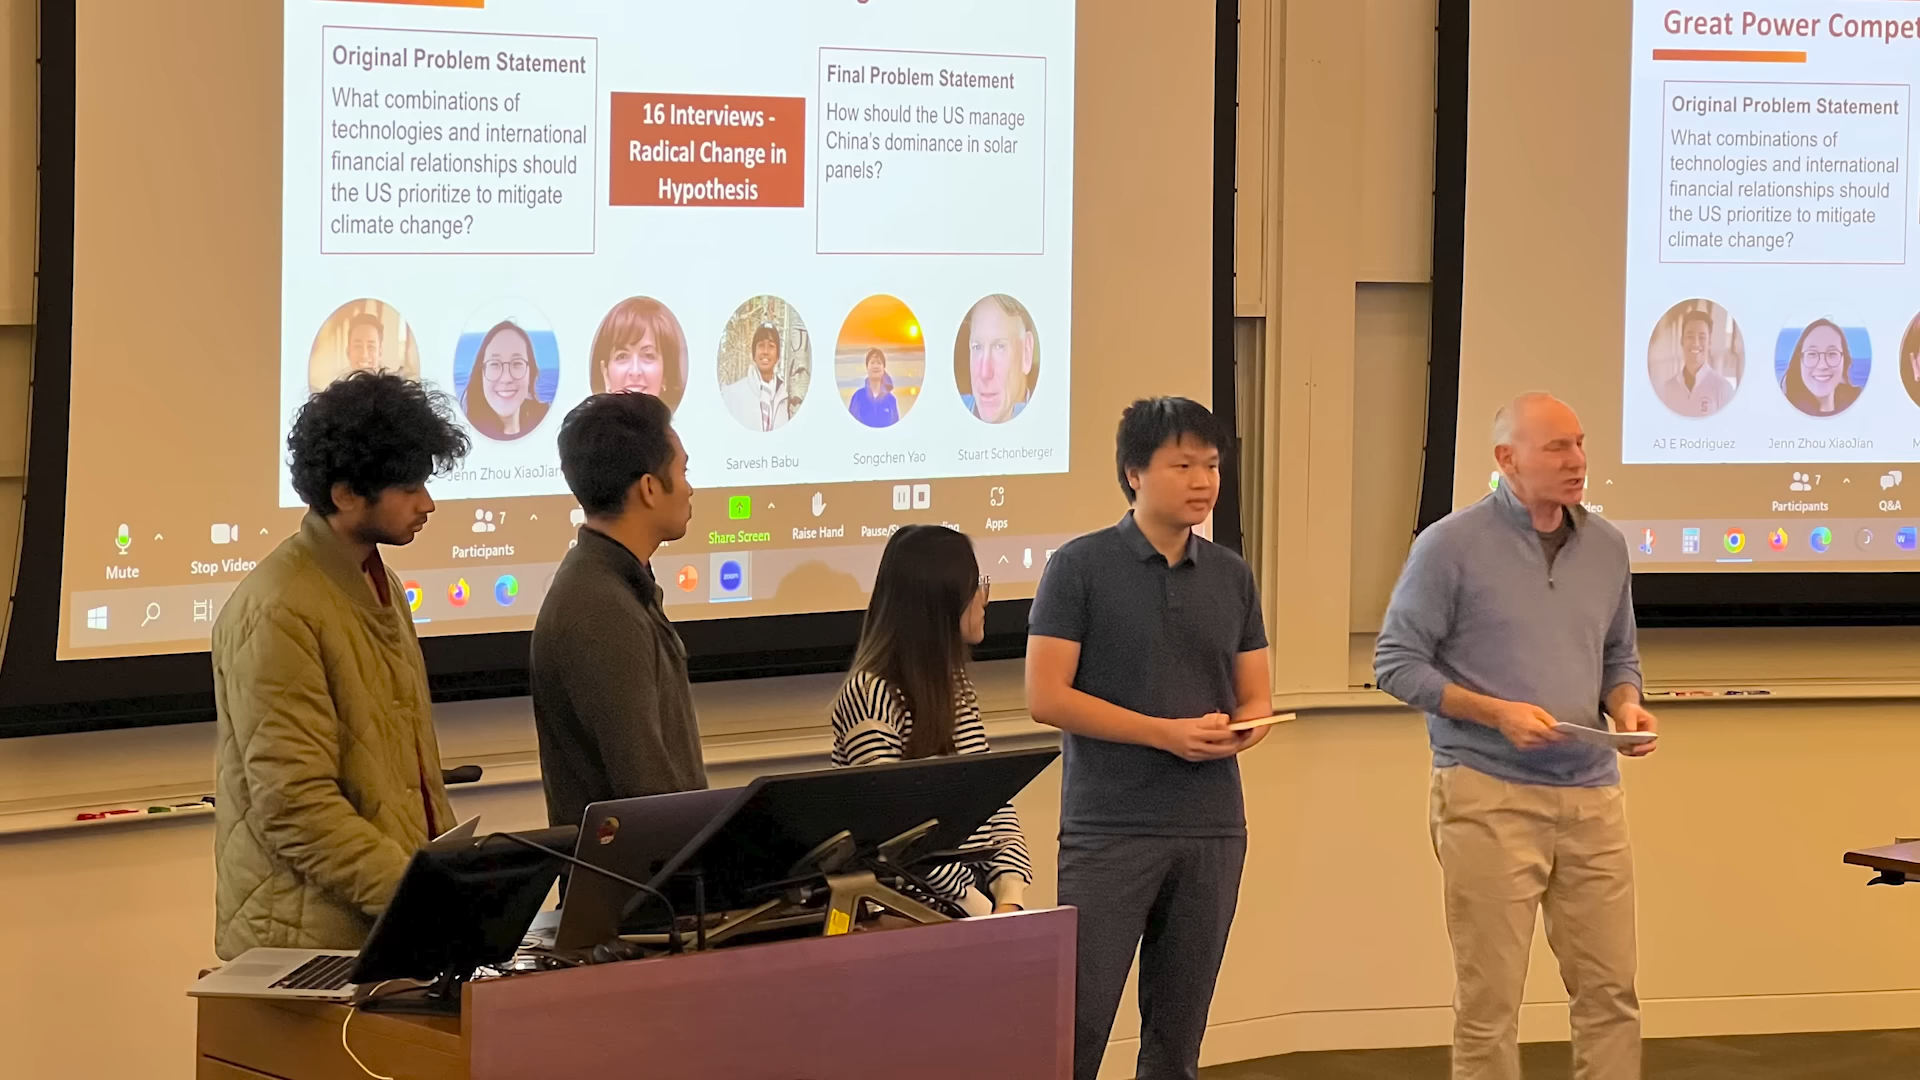 Original Problem Statement
What combinations of
technologies and international
financial relationships should
the US prioritize to mitigate
climate change?
16 Interviews -
Radical Change in
Hypothesis
Final Problem Statement
How should the US manage
China's dominance in solar
panels?
Jenn Zhou XiaoJian
Sarvesh Babu
Songchen Yao
Stuart Schonberger
Mute
Stop Video
7
Participants
Share Screen
Raise Hand
Apps
zoom
Great Power Compet
Original Problem Statement
What combinations of
technologies and international
financial relationships should
the US prioritize to mitigate
climate change?
AJ E Rodriguez
Jenn Zhou XiaoJian
7
Participants
Q&A